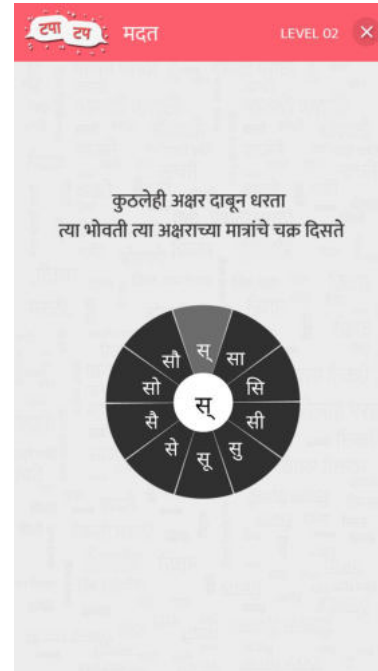 टपा टप मदत LEVEL 02 ×
कुठलेही अक्षर दाबून धरता
त्या भोवती त्या अक्षराच्या मात्रांचे चक्र दिसते
स्
सा
सि
सी
सु
सू
से
सै
सो
सौ
स्